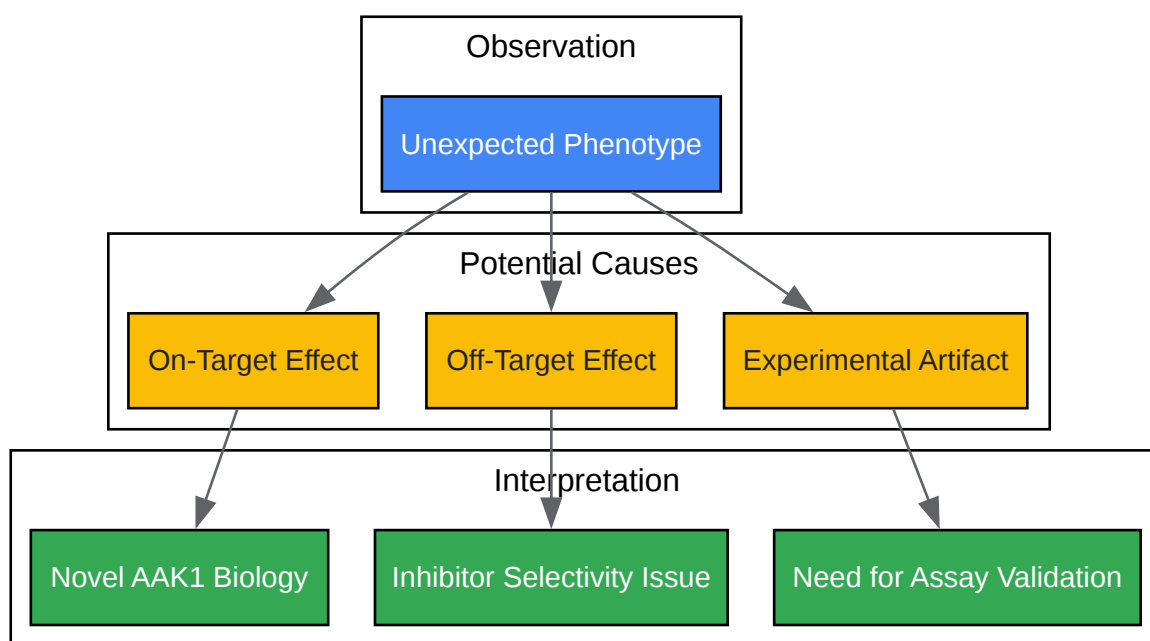 Observation
Unexpected Phenotype
Potential Causes
On-Target Effect
Off-Target Effect
Experimental Artifact
Interpretation
Novel AAK1 Biology
Inhibitor Selectivity Issue
Need for Assay Validation